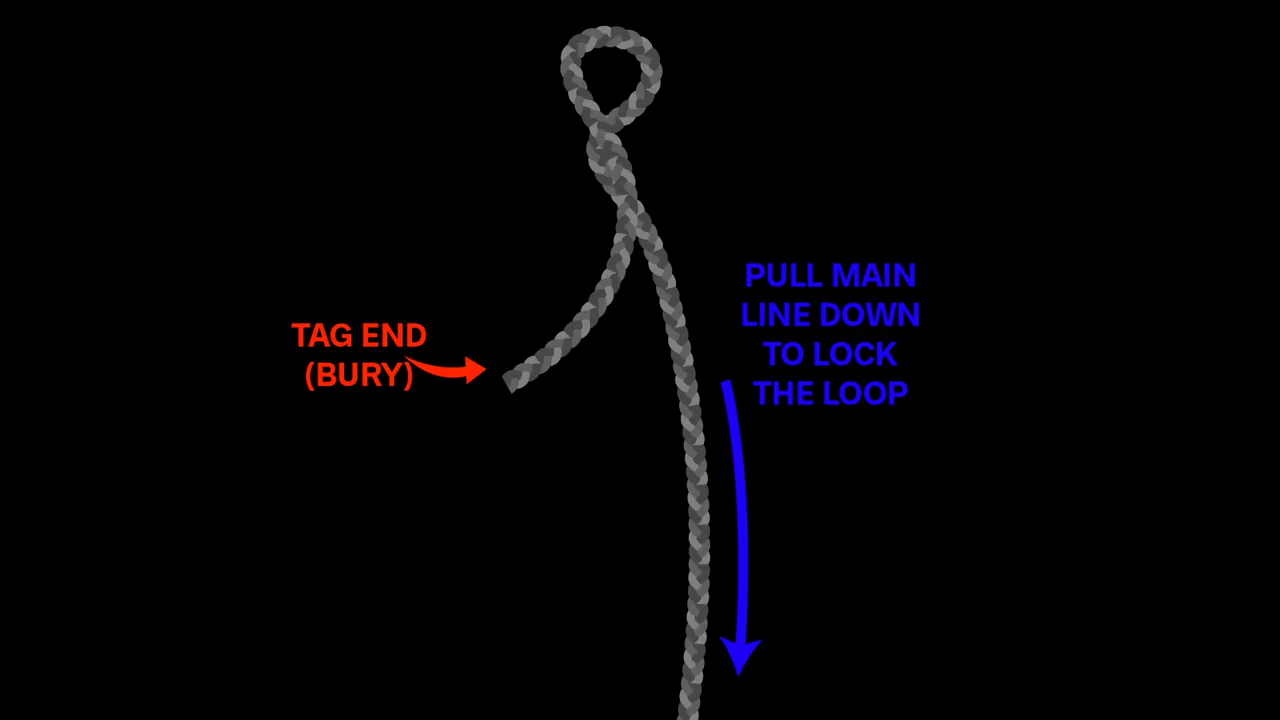 TAG END
(BURY)
PULL MAIN
LINE DOWN
TO LOCK
THE LOOP